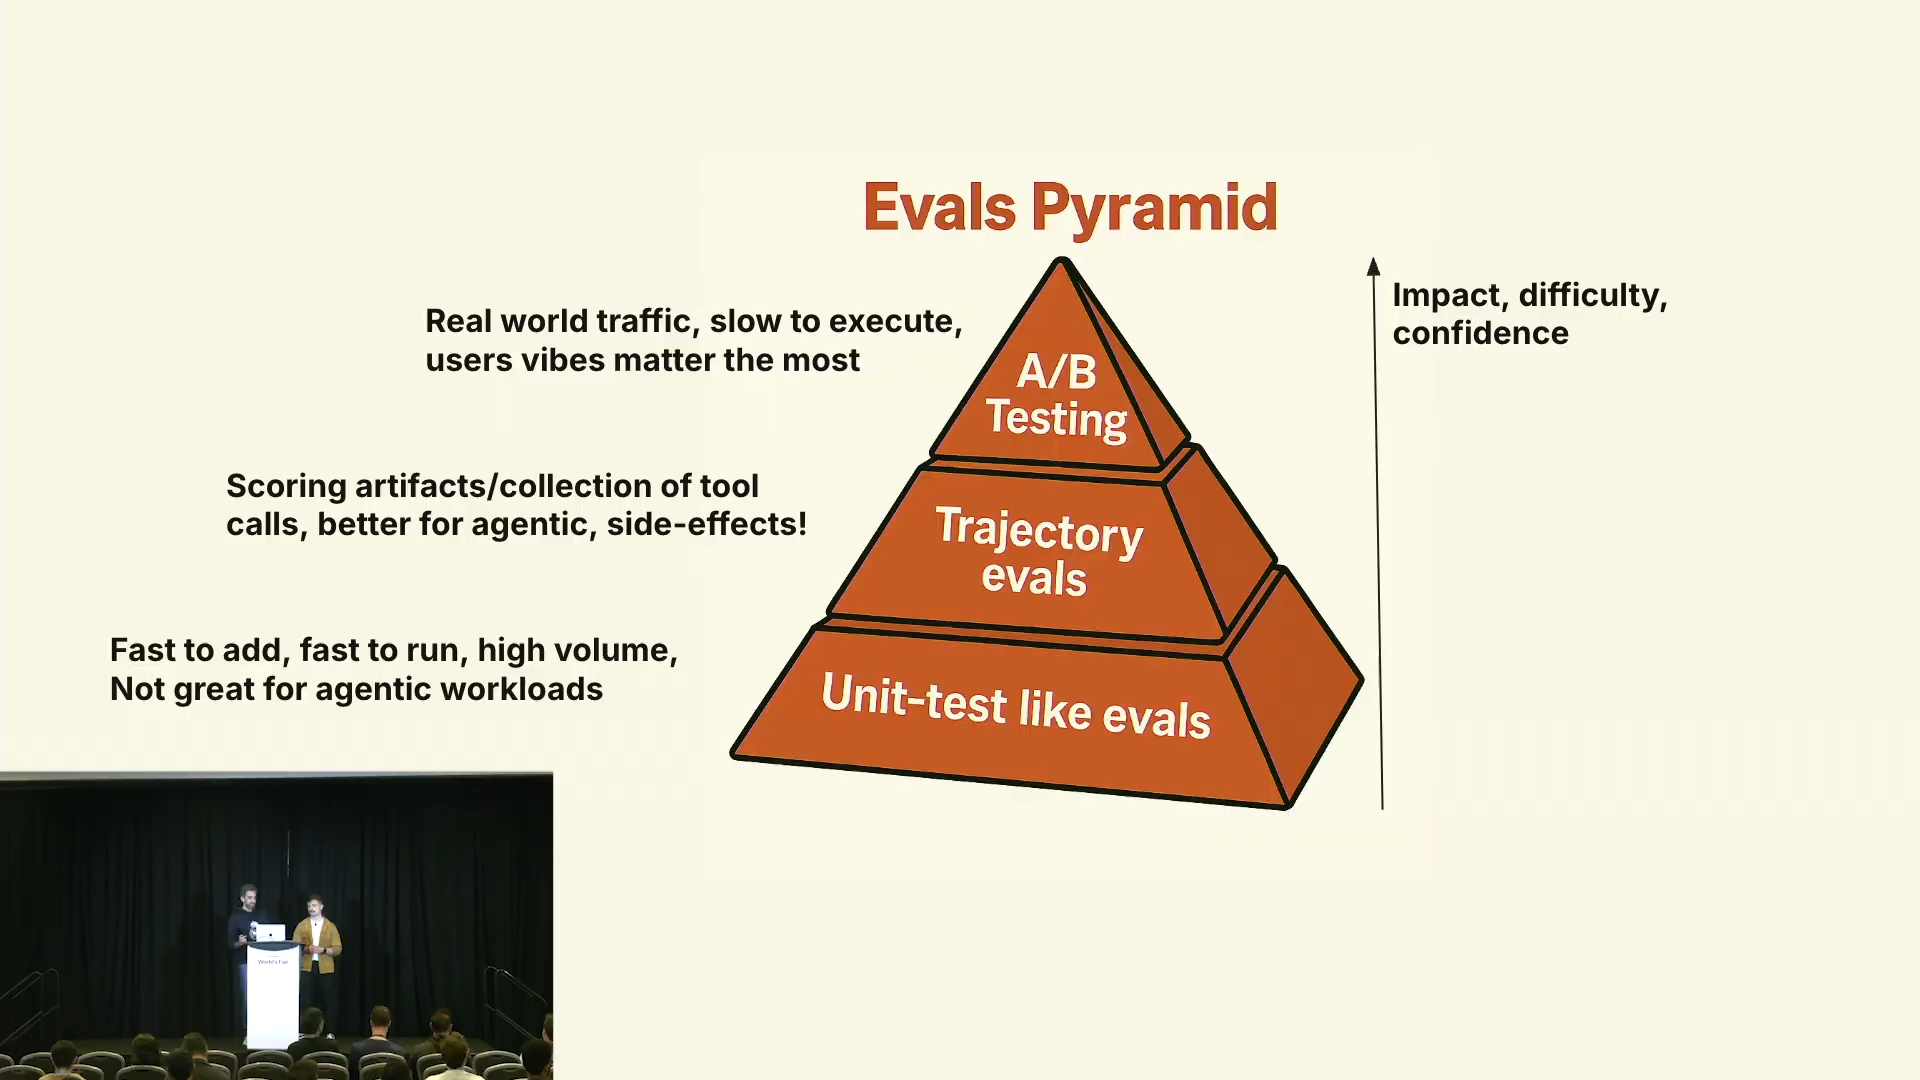 Evals Pyramid
Real world traffic, slow to execute,
users vibes matter the most
Impact, difficulty,
confidence
A/B
Testing
Scoring artifacts/collection of tool
calls, better for agentic, side-effects!
Trajectory
evals
Fast to add, fast to run, high volume,
Not great for agentic workloads
Unit-test like evals
World's Fair